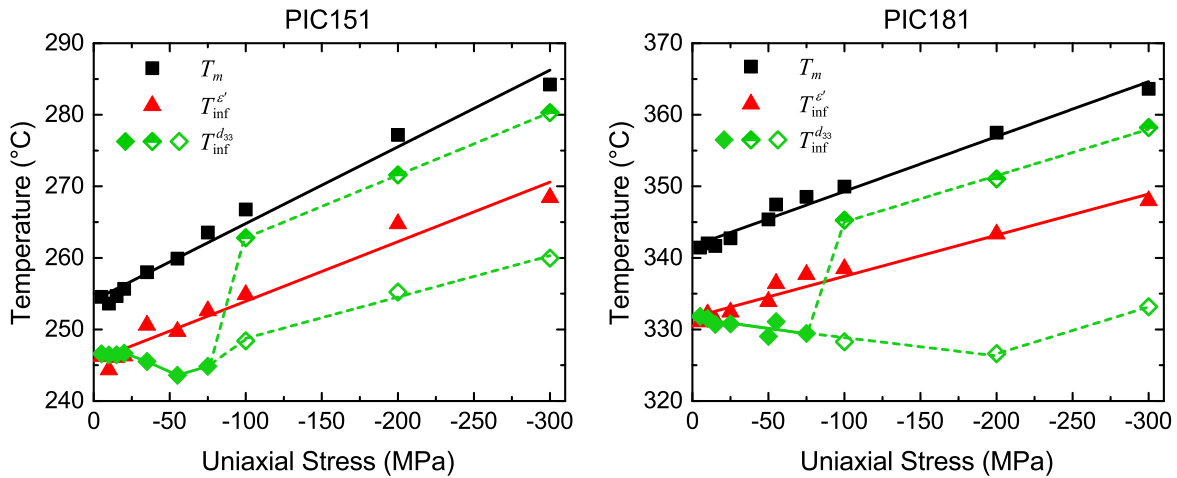 PIC151
290
280
270
260
250
240
Temperature (°C)
T_m
T_inf^ε′
T_inf^d₃₃
0 -50 -100 -150 -200 -250 -300
Uniaxial Stress (MPa)
PIC181
370
360
350
340
330
320
Temperature (°C)
T_m
T_inf^ε′
T_inf^d₃₃
0 -50 -100 -150 -200 -250 -300
Uniaxial Stress (MPa)